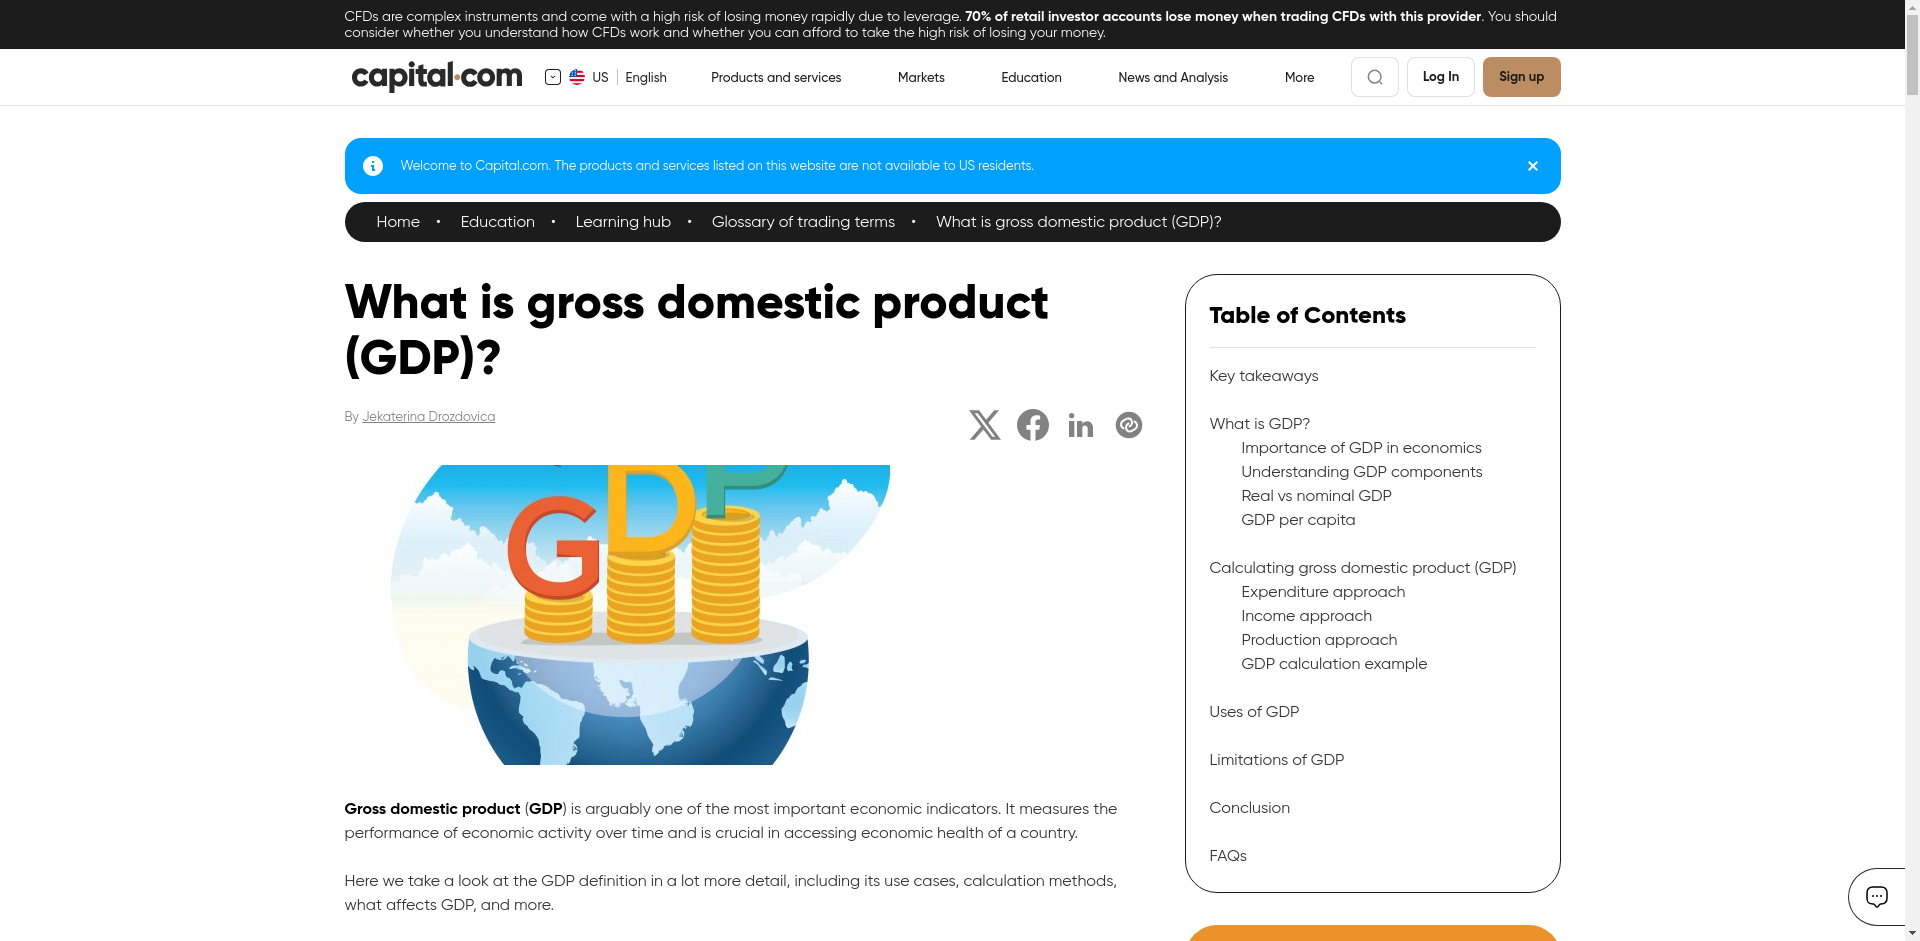 CFDs are complex instruments and come with a high risk of losing money rapidly due to leverage. 70% of retail investor accounts lose money when trading CFDs with this provider. You should
consider whether you understand how CFDs work and whether you can afford to take the high risk of losing your money.
capital.com
US
English
Products and services
Markets
Education
News and Analysis
More
Log In
Sign up
Welcome to Capital.com. The products and services listed on this website are not available to US residents.
Home • Education • Learning hub • Glossary of trading terms • What is gross domestic product (GDP)?
What is gross domestic product
(GDP)?
By Jekaterina Drozdovica
GDP
Gross domestic product (GDP) is arguably one of the most important economic indicators. It measures the
performance of economic activity over time and is crucial in accessing economic health of a country.
Here we take a look at the GDP definition in a lot more detail, including its use cases, calculation methods,
what affects GDP, and more.
Table of Contents
Key takeaways
What is GDP?
Importance of GDP in economics
Understanding GDP components
Real vs nominal GDP
GDP per capita
Calculating gross domestic product (GDP)
Expenditure approach
Income approach
Production approach
GDP calculation example
Uses of GDP
Limitations of GDP
Conclusion
FAQs